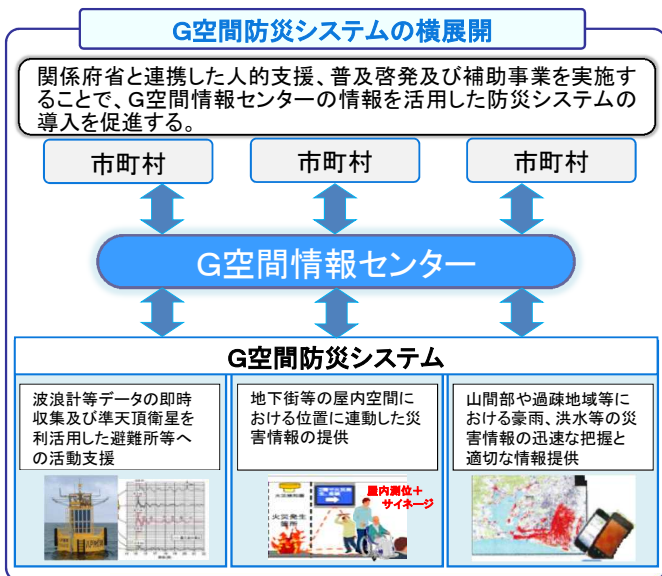 G空間防災システムの横展開
関係府省と連携した人的支援、普及啓発及び補助事業を実施す
ることで、G空間情報センターの情報を活用した防災システムの
導入を促進する。
市町村
市町村
市町村
G空間情報センター
G空間防災システム
波浪計等データの即時
収集及び準天頂衛星を
利活用した避難所等へ
の活動支援
地下街等の屋内空間に
おける位置に連動した災
害情報の提供
山間部や過疎地域等に
おける豪雨、洪水等の災
害情報の迅速な把握と
適切な情報提供
火災発生
箇所
屋内測位＋
サイネージ